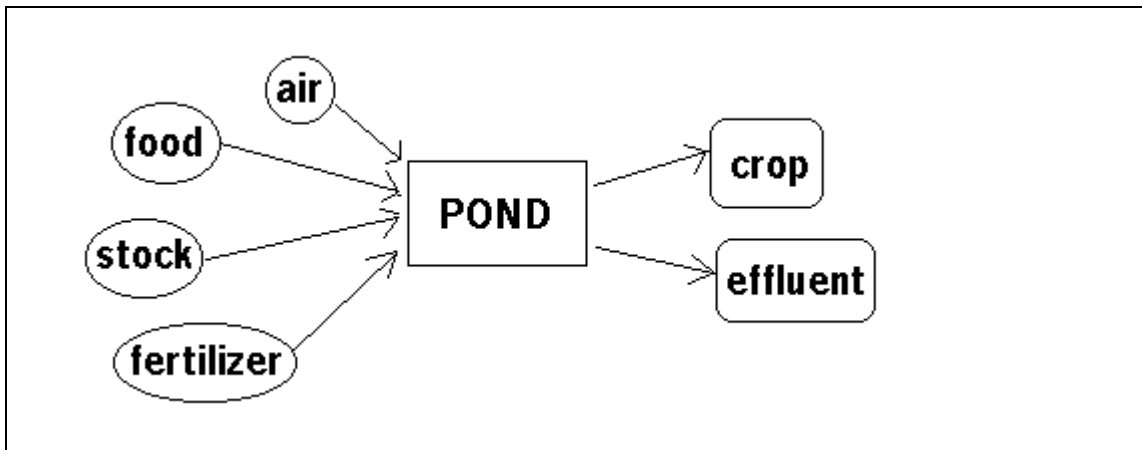 air
food
stock
fertilizer
POND
crop
effluent